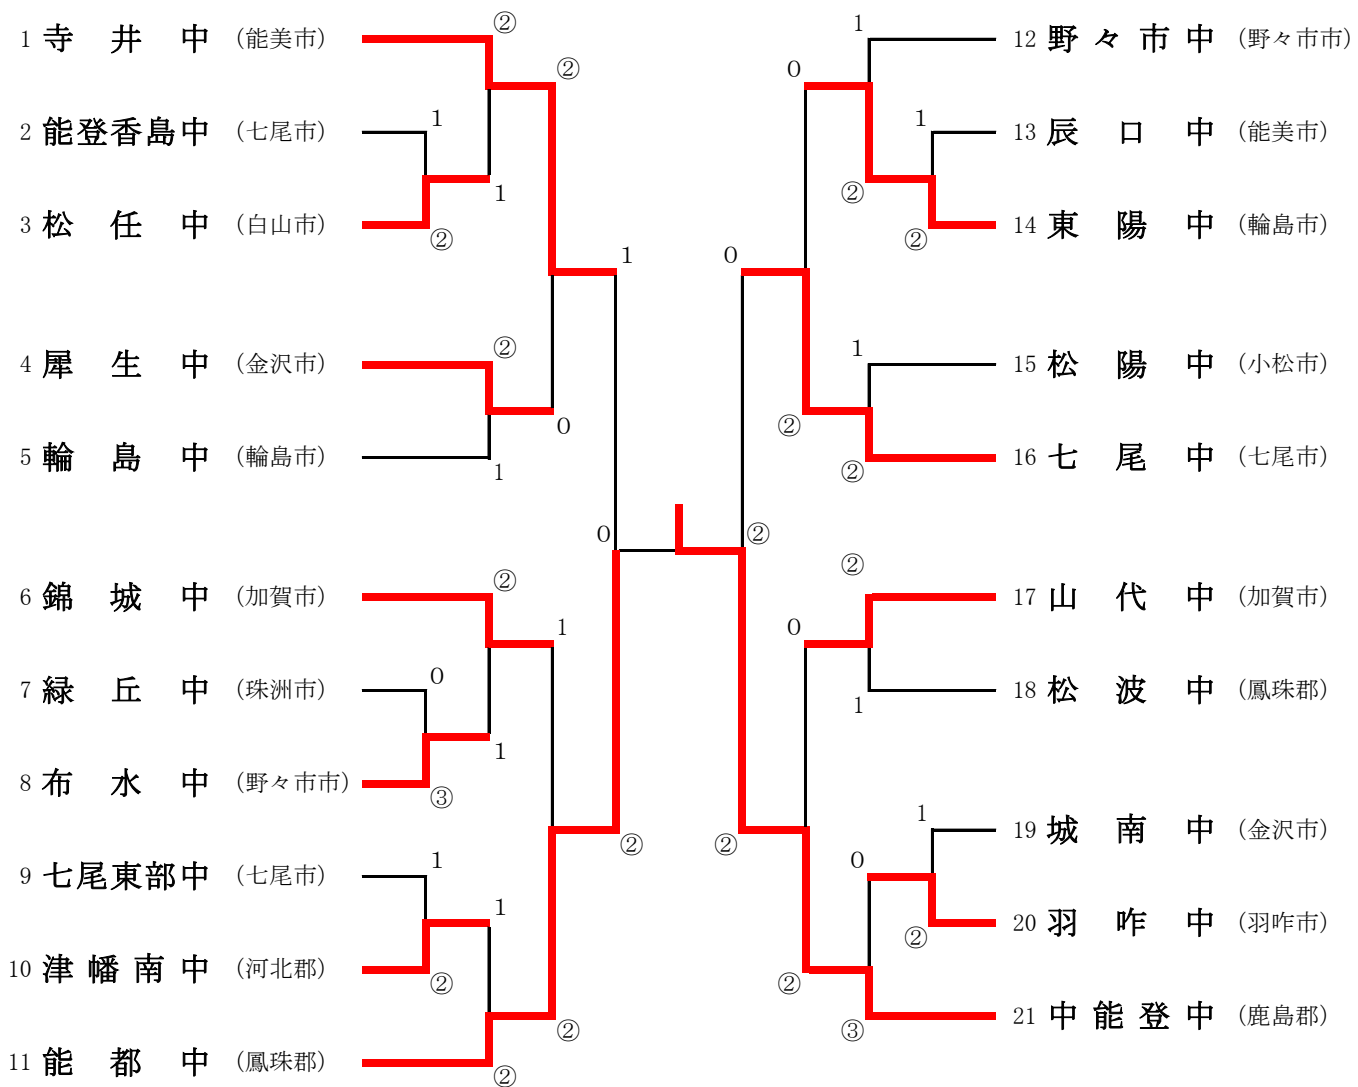 ②
1 寺井中 (能美市)
②
2 能登香島中 (七尾市)
1
1
3 松任中 (白山市)
②
1
②
4 犀生中 (金沢市)
0
5 輪島中 (輪島市)
1
0
②
6 錦城中 (加賀市)
1
0
7 緑丘中 (珠洲市)
1
8 布水中 (野々市市)
③
②
1
9 七尾東部中 (七尾市)
1
10 津幡南中 (河北郡)
②
②
11 能都中 (鳳珠郡)
②
1
12 野々市中 (野々市市)
0
1
13 辰口中 (能美市)
②
14 東陽中 (輪島市)
②
0
1
15 松陽中 (小松市)
②
16 七尾中 (七尾市)
②
②
②
17 山代中 (加賀市)
0
18 松波中 (鳳珠郡)
1
1
19 城南中 (金沢市)
②
0
20 羽咋中 (羽咋市)
②
②
21 中能登中 (鹿島郡)
③